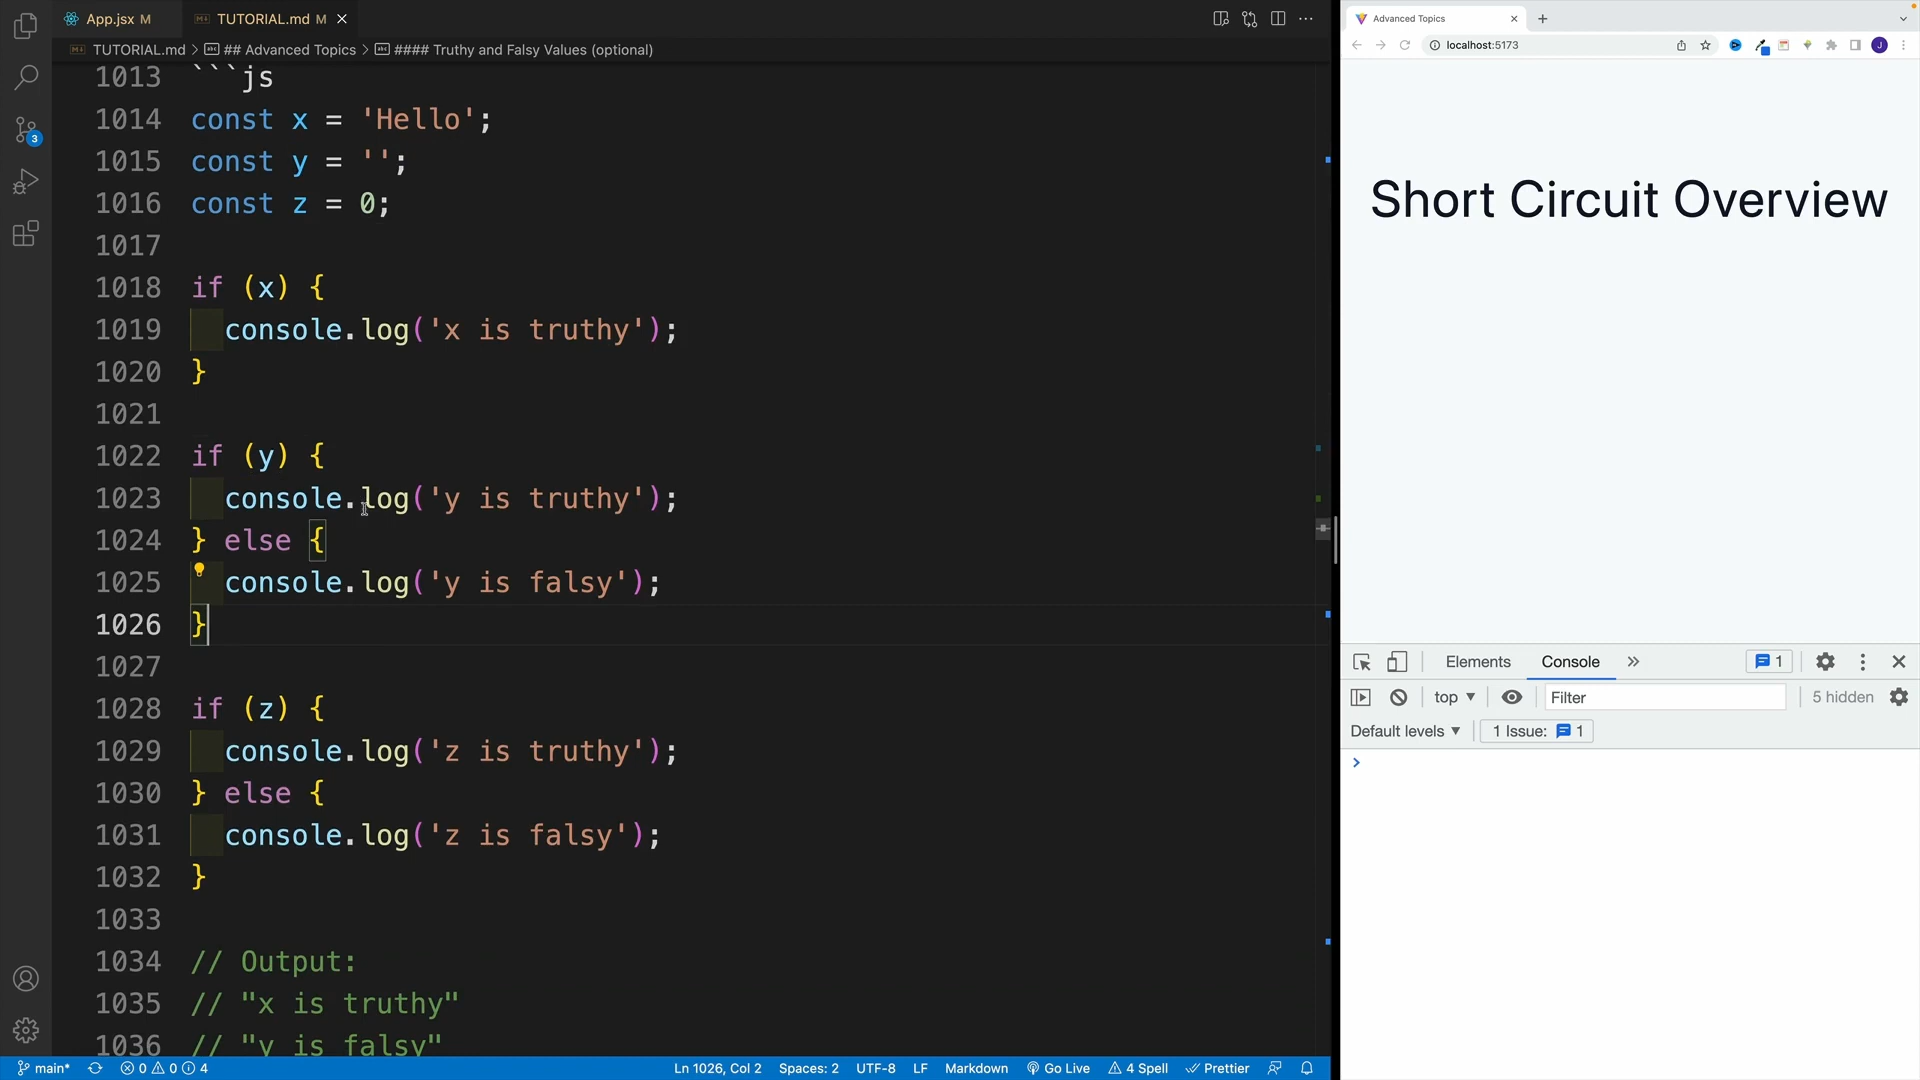 App.jsx M
TUTORIAL.md M
TUTORIAL.md > ## Advanced Topics > #### Truthy and Falsy Values (optional)
1013 ```js
1014 const x = 'Hello';
1015 const y = '';
1016 const z = 0;
1017
1018 if (x) {
1019 console.log('x is truthy');
1020 }
1021
1022 if (y) {
1023 console.log('y is truthy');
1024 } else {
1025 console.log('y is falsy');
1026 }
1027
1028 if (z) {
1029 console.log('z is truthy');
1030 } else {
1031 console.log('z is falsy');
1032 }
1033
1034 // Output:
1035 // "x is truthy"
1036 // "y is falsy"
3
main* 0 0 4 Ln 1026, Col 2 Spaces: 2 UTF-8 LF Markdown Go Live 4 Spell Prettier
Advanced Topics
localhost:5173
J
Short Circuit Overview
Elements Console 1
top Filter 5 hidden
Default levels 1 Issue: 1